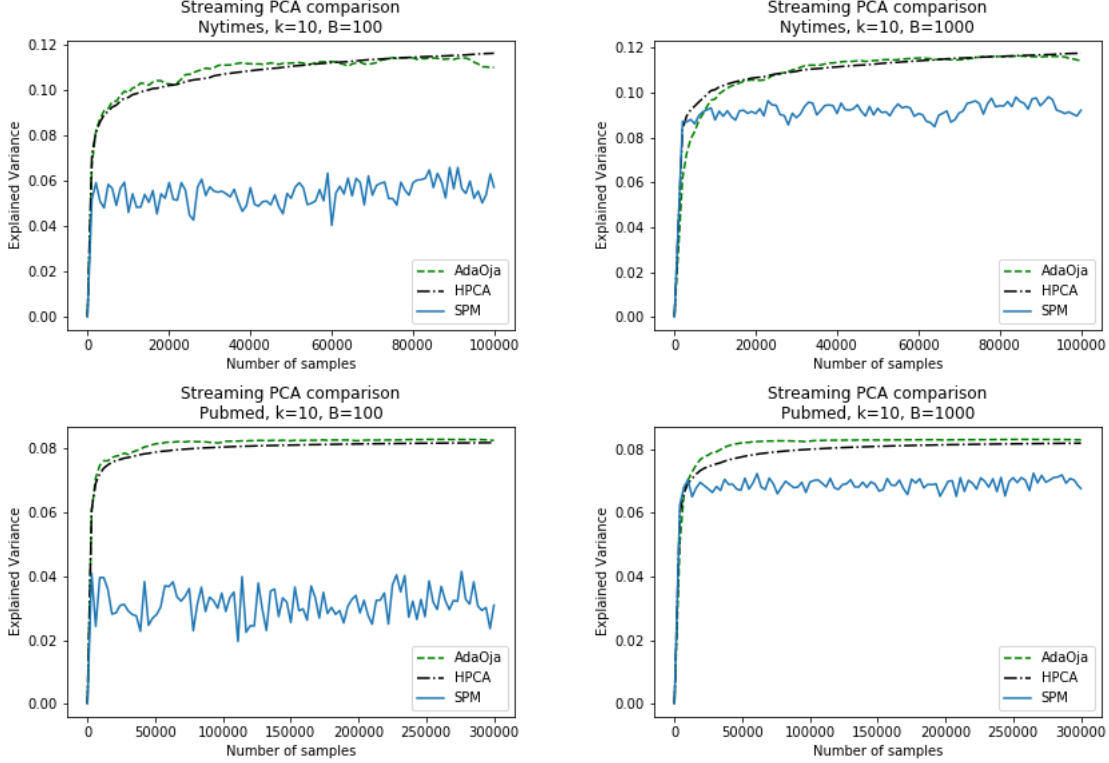 Streaming PCA comparison
Nytimes, k=10, B=100
Explained Variance
0.12
0.10
0.08
0.06
0.04
0.02
0.00
AdaOja
HPCA
SPM
0 20000 40000 60000 80000 100000
Number of samples
Streaming PCA comparison
Nytimes, k=10, B=1000
Explained Variance
0.12
0.10
0.08
0.06
0.04
0.02
0.00
AdaOja
HPCA
SPM
0 20000 40000 60000 80000 100000
Number of samples
Streaming PCA comparison
Pubmed, k=10, B=100
Explained Variance
0.08
0.06
0.04
0.02
0.00
AdaOja
HPCA
SPM
0 50000 100000 150000 200000 250000 300000
Number of samples
Streaming PCA comparison
Pubmed, k=10, B=1000
Explained Variance
0.08
0.06
0.04
0.02
0.00
AdaOja
HPCA
SPM
0 50000 100000 150000 200000 250000 300000
Number of samples